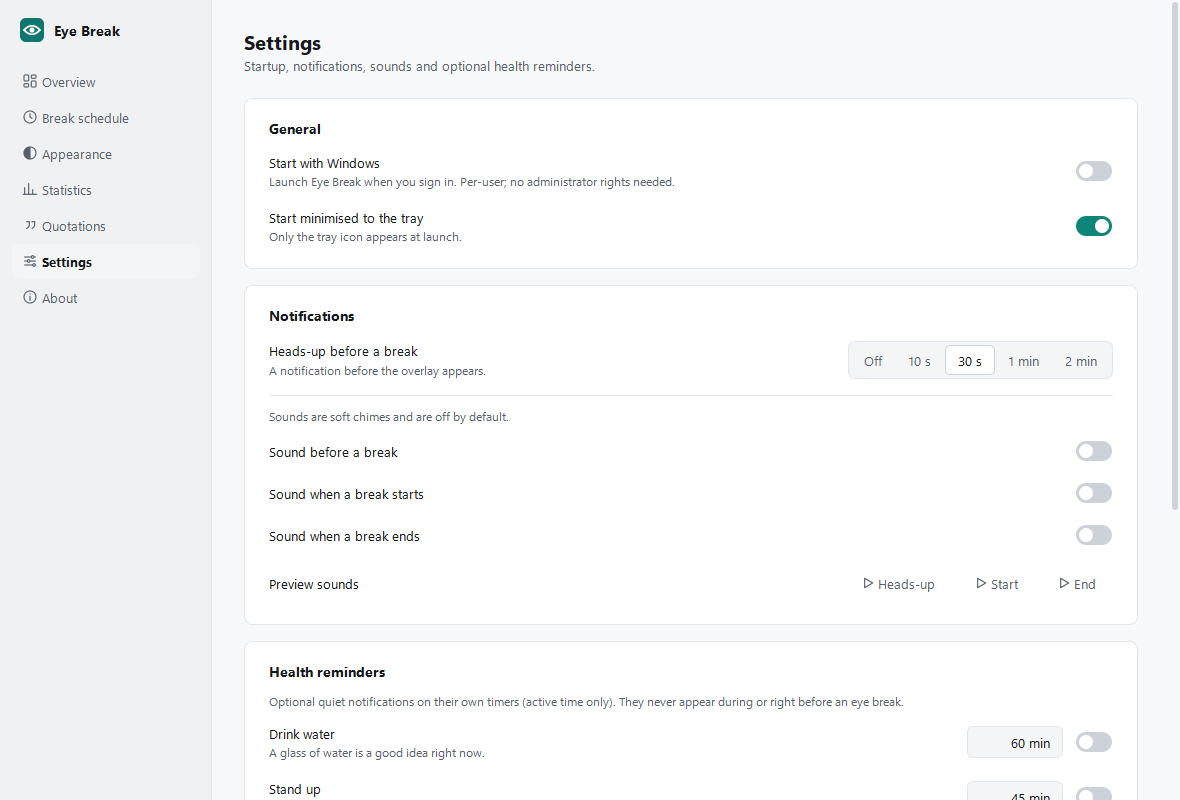 Eye Break
Overview
Break schedule
Appearance
Statistics
Quotations
Settings
About
Settings
Startup, notifications, sounds and optional health reminders.
General
Start with Windows
Launch Eye Break when you sign in. Per-user; no administrator rights needed.
Start minimised to the tray
Only the tray icon appears at launch.
Notifications
Heads-up before a break
A notification before the overlay appears.
Off 10 s 30 s 1 min 2 min
Sounds are soft chimes and are off by default.
Sound before a break
Sound when a break starts
Sound when a break ends
Preview sounds Heads-up Start End
Health reminders
Optional quiet notifications on their own timers (active time only). They never appear during or right before an eye break.
Drink water
A glass of water is a good idea right now.
60 min
Stand up
45 min